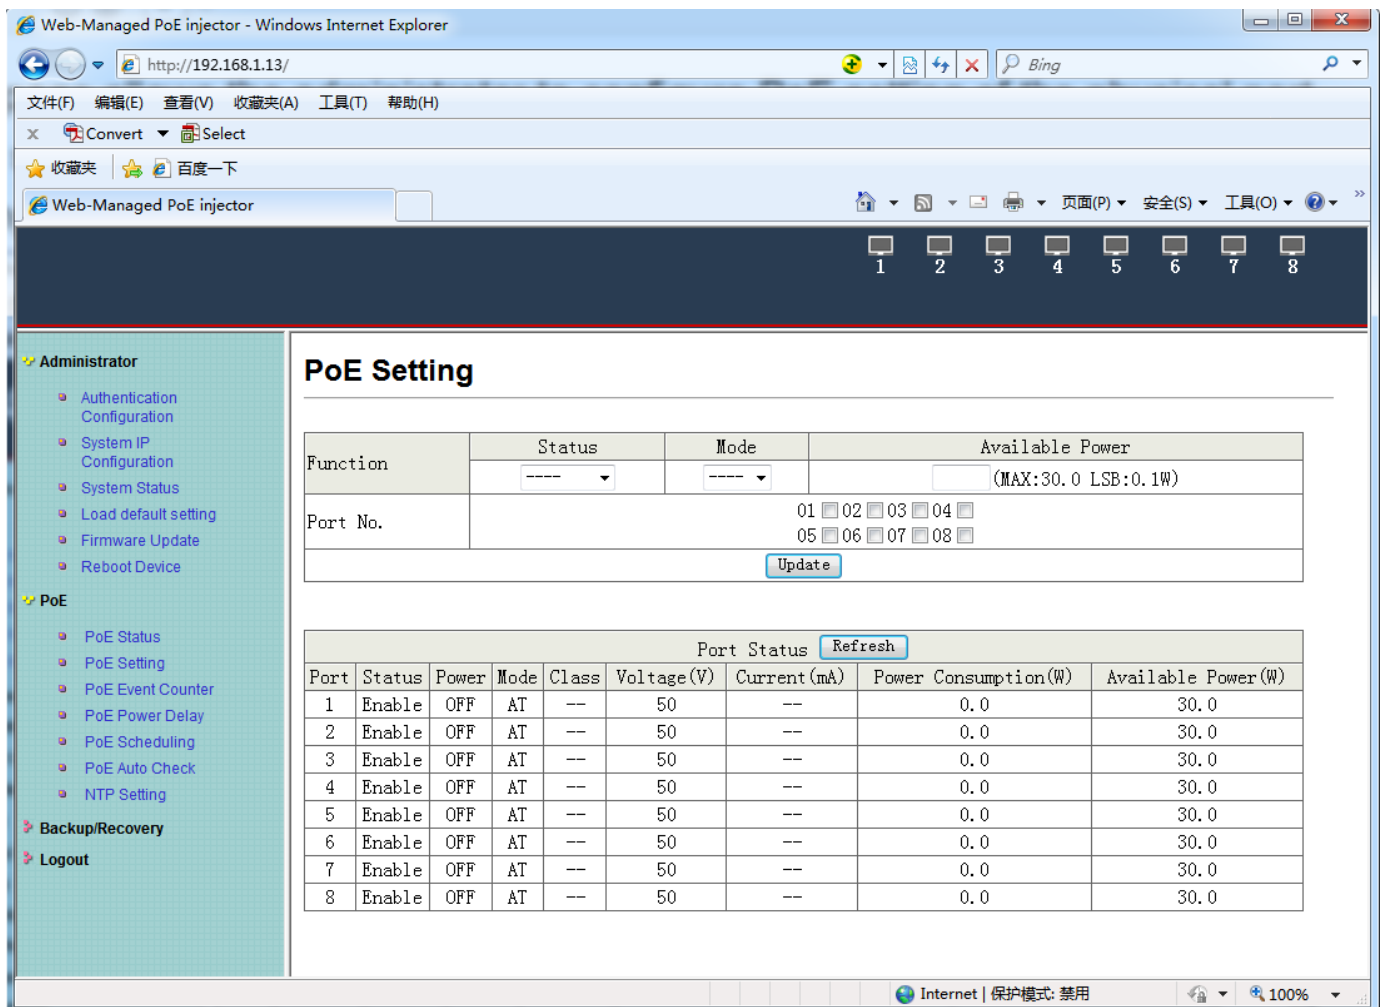 Web-Managed PoE injector - Windows Internet Explorer
http://192.168.1.13/
Bing
文件(F) 编辑(E) 查看(V) 收藏夹(A) 工具(T) 帮助(H)
x Convert Select
收藏夹 百度一下
Web-Managed PoE injector
页面(P) 安全(S) 工具(O) »
1 2 3 4 5 6 7 8
Administrator
Authentication
Configuration
System IP
Configuration
System Status
Load default setting
Firmware Update
Reboot Device
PoE
PoE Status
PoE Setting
PoE Event Counter
PoE Power Delay
PoE Scheduling
PoE Auto Check
NTP Setting
Backup/Recovery
Logout
PoE Setting
Function Status Mode Available Power
---- ---- (MAX:30.0 LSB:0.1W)
Port No. 01 02 03 04
05 06 07 08
Update
Port Status Refresh
Port Status Power Mode Class Voltage(V) Current(mA) Power Consumption(W) Available Power(W)
1 Enable OFF AT -- 50 -- 0.0 30.0
2 Enable OFF AT -- 50 -- 0.0 30.0
3 Enable OFF AT -- 50 -- 0.0 30.0
4 Enable OFF AT -- 50 -- 0.0 30.0
5 Enable OFF AT -- 50 -- 0.0 30.0
6 Enable OFF AT -- 50 -- 0.0 30.0
7 Enable OFF AT -- 50 -- 0.0 30.0
8 Enable OFF AT -- 50 -- 0.0 30.0
Internet | 保护模式: 禁用 100%